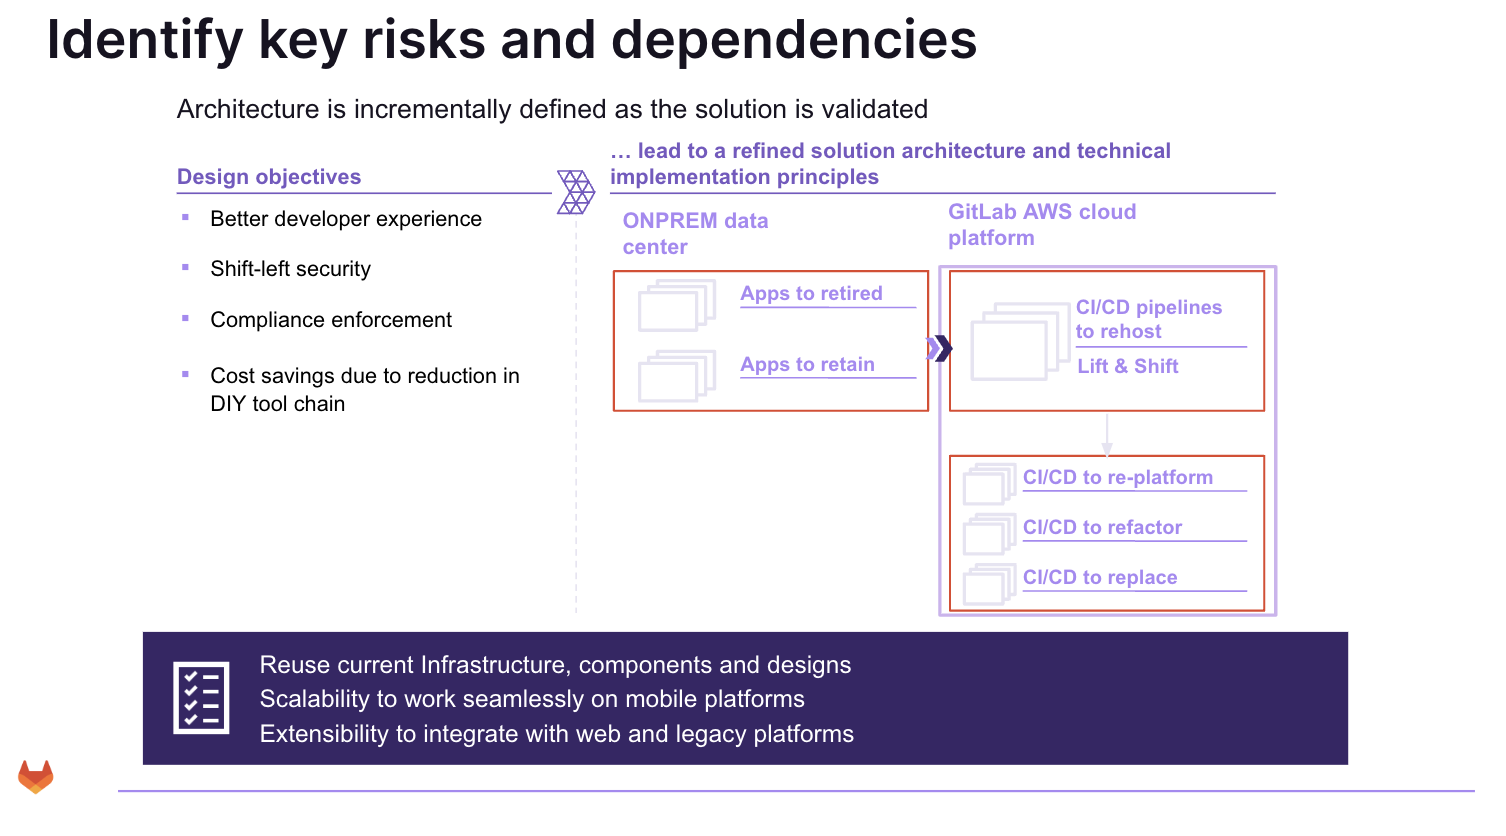 Identify key risks and dependencies
Architecture is incrementally defined as the solution is validated
Design objectives
Better developer experience
Shift-left security
Compliance enforcement
Cost savings due to reduction in
DIY tool chain
… lead to a refined solution architecture and technical
implementation principles
ONPREM data
center
Apps to retired
Apps to retain
GitLab AWS cloud
platform
CI/CD pipelines
to rehost
Lift & Shift
CI/CD to re-platform
CI/CD to refactor
CI/CD to replace
Reuse current Infrastructure, components and designs
Scalability to work seamlessly on mobile platforms
Extensibility to integrate with web and legacy platforms